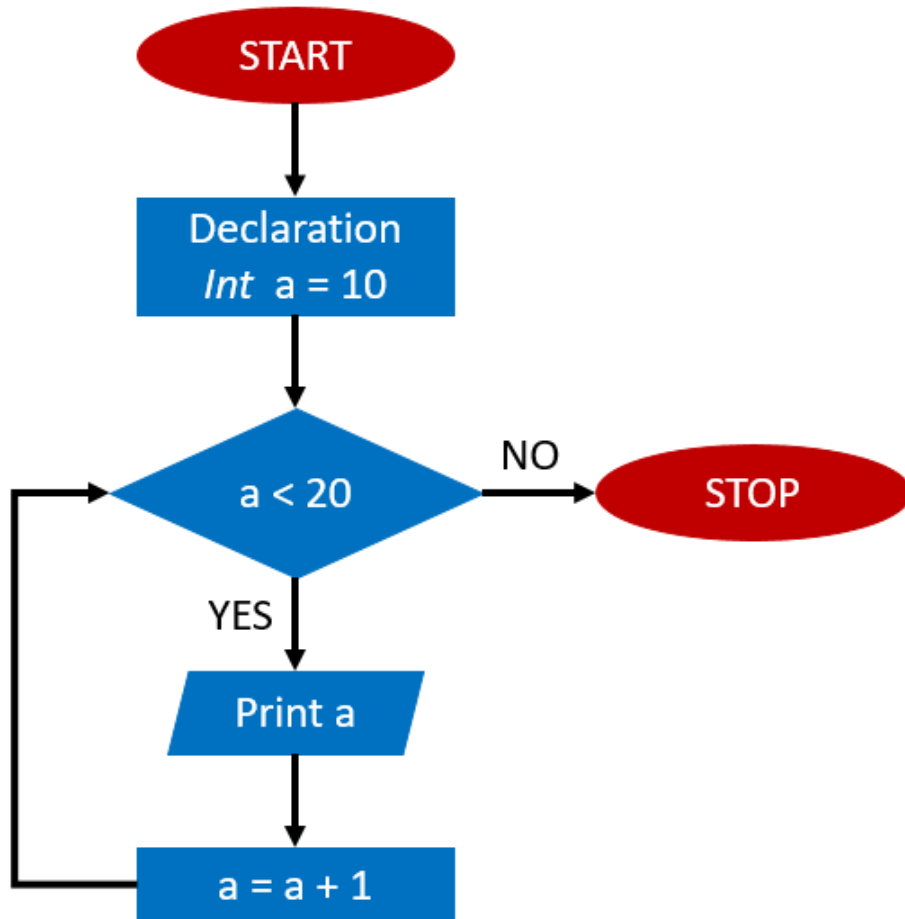 START
Declaration
Int a = 10
a < 20
NO
STOP
YES
Print a
a = a + 1